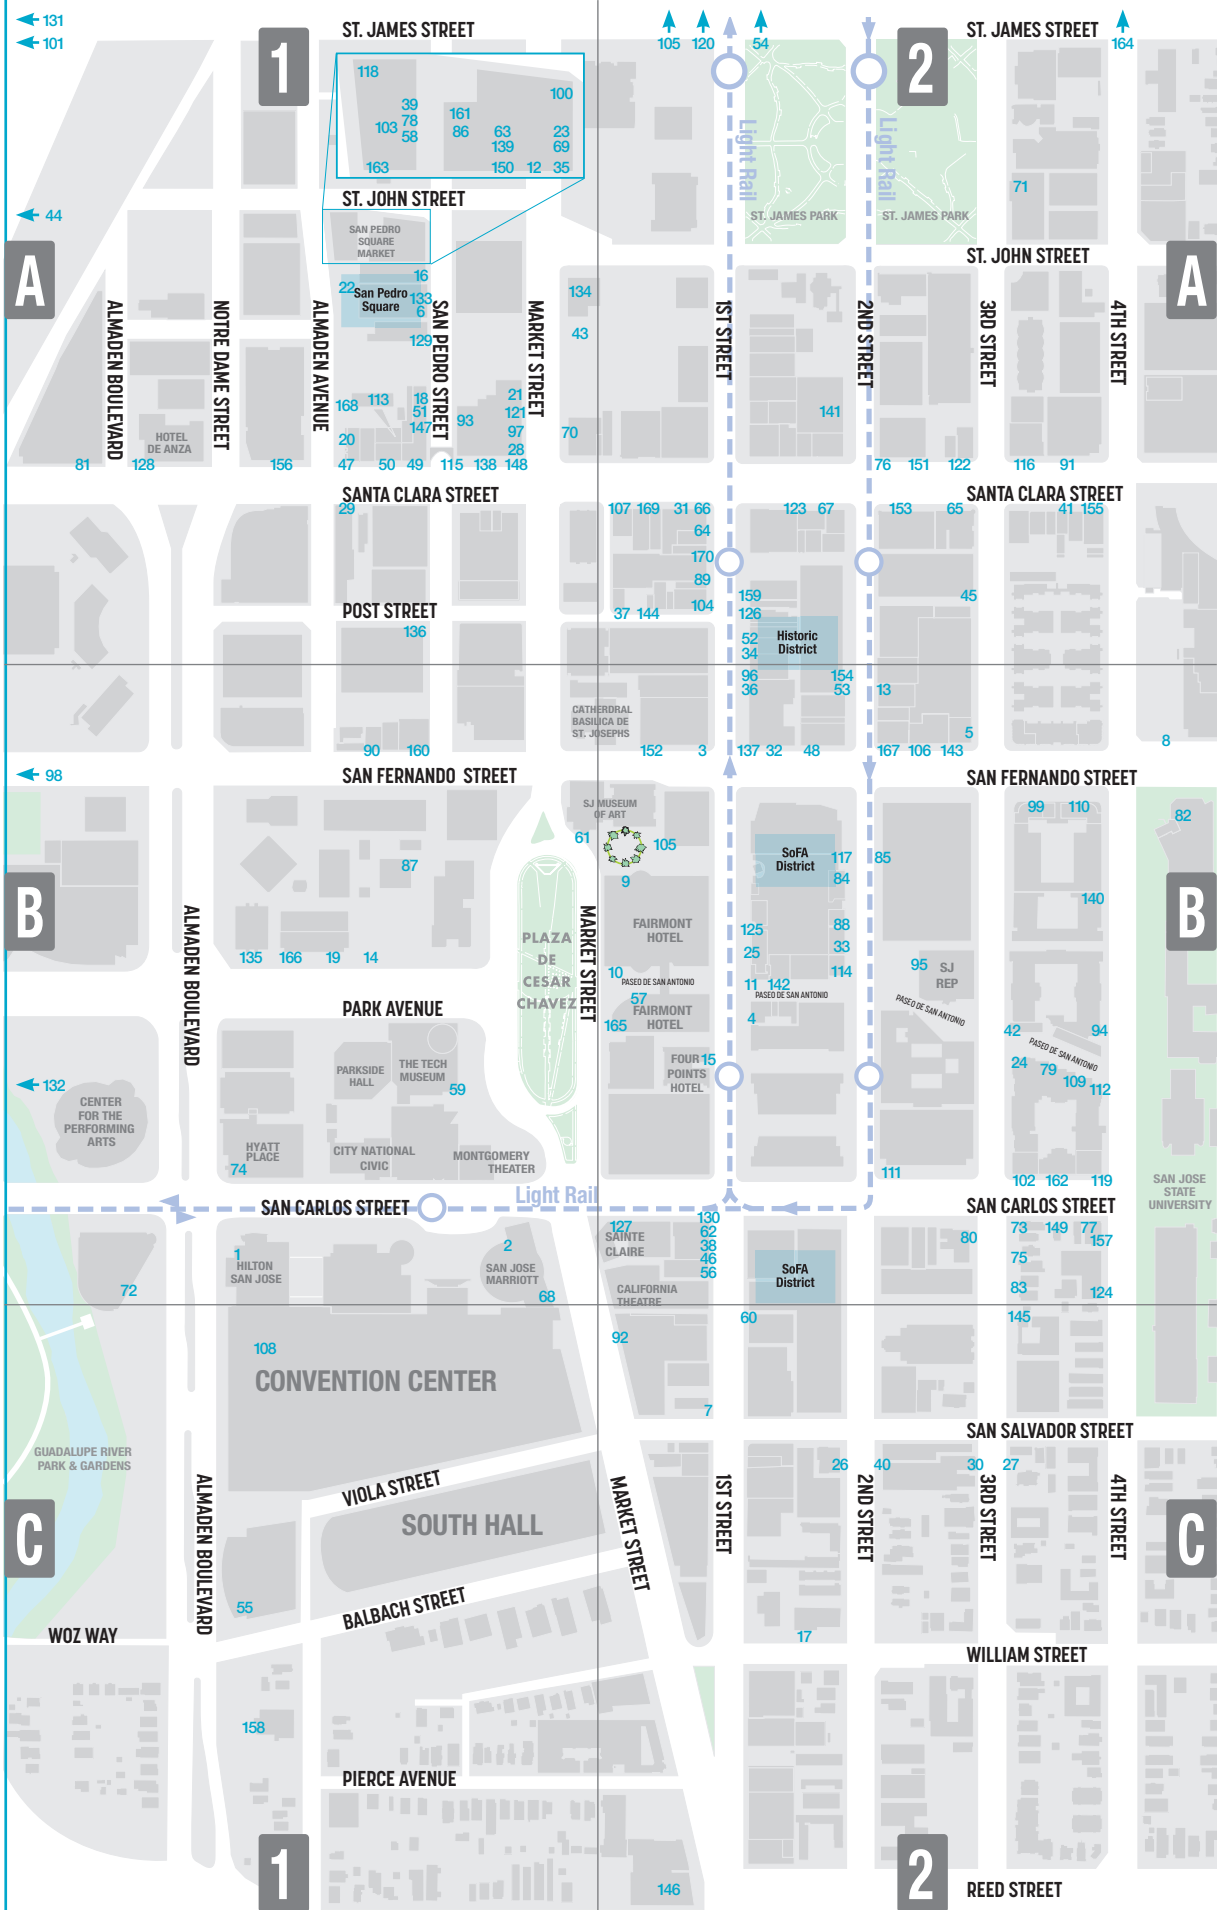 131
101
ST. JAMES STREET
105
120
54
ST. JAMES STREET
164
1
2
118
100
39
78
103
58
161
86
63
139
23
69
163
150
12
35
Light Rail
Light Rail
71
ST. JOHN STREET
44
ST. JAMES PARK
ST. JAMES PARK
SAN PEDRO
SQUARE
MARKET
ST. JOHN STREET
A
A
16
22
San Pedro
Square
133
6
129
134
43
ALMADEN BOULEVARD
NOTRE DAME STREET
ALMADEN AVENUE
SAN PEDRO STREET
MARKET STREET
1ST STREET
2ND STREET
3RD STREET
4TH STREET
168
113
18
51
147
20
93
21
121
97
28
70
141
HOTEL
DE ANZA
81
128
156
47
50
49
115
138
148
76
151
122
116
91
SANTA CLARA STREET
SANTA CLARA STREET
29
107
169
31
66
64
170
89
104
123
67
153
65
41
155
159
126
45
37
144
POST STREET
136
52
34
Historic
District
96
36
154
53
13
CATHERDRAL
BASILICA DE
ST. JOSEPHS
90
160
152
3
137
32
48
167
106
143
5
8
98
SAN FERNANDO STREET
SAN FERNANDO STREET
SJ MUSEUM
OF ART
61
105
99
110
82
87
9
SoFA
District
117
84
85
B
B
140
ALMADEN BOULEVARD
MARKET STREET
PLAZA
DE
CESAR
CHAVEZ
FAIRMONT
HOTEL
125
25
88
33
114
135
166
19
14
10
PASEO DE SAN ANTONIO
57
11
142
PASEO DE SAN ANTONIO
95
SJ
REP
PASEO DE SAN ANTONIO
PARK AVENUE
165
FAIRMONT
HOTEL
4
42
94
PASEO DE SAN ANTONIO
24
79
109
112
132
CENTER
FOR THE
PERFORMING
ARTS
PARKSIDE
HALL
THE TECH
MUSEUM
59
FOUR
POINTS
HOTEL
15
HYATT
PLACE
74
CITY NATIONAL
CIVIC
MONTGOMERY
THEATER
111
102
162
119
SAN JOSE
STATE
UNIVERSITY
SAN CARLOS STREET
Light Rail
SAN CARLOS STREET
1
HILTON
SAN JOSE
2
SAN JOSE
MARRIOTT
68
72
127
SAINTE
CLAIRE
130
62
38
46
56
CALIFORNIA
THEATRE
SoFA
District
80
73
149
77
157
75
83
124
60
145
92
108
CONVENTION CENTER
7
SAN SALVADOR STREET
GUADALUPE RIVER
PARK & GARDENS
26
40
30
27
VIOLA STREET
SOUTH HALL
ALMADEN BOULEVARD
MARKET STREET
1ST STREET
2ND STREET
3RD STREET
4TH STREET
C
C
BALBACH STREET
55
WOZ WAY
17
WILLIAM STREET
158
PIERCE AVENUE
1
2
146
REED STREET